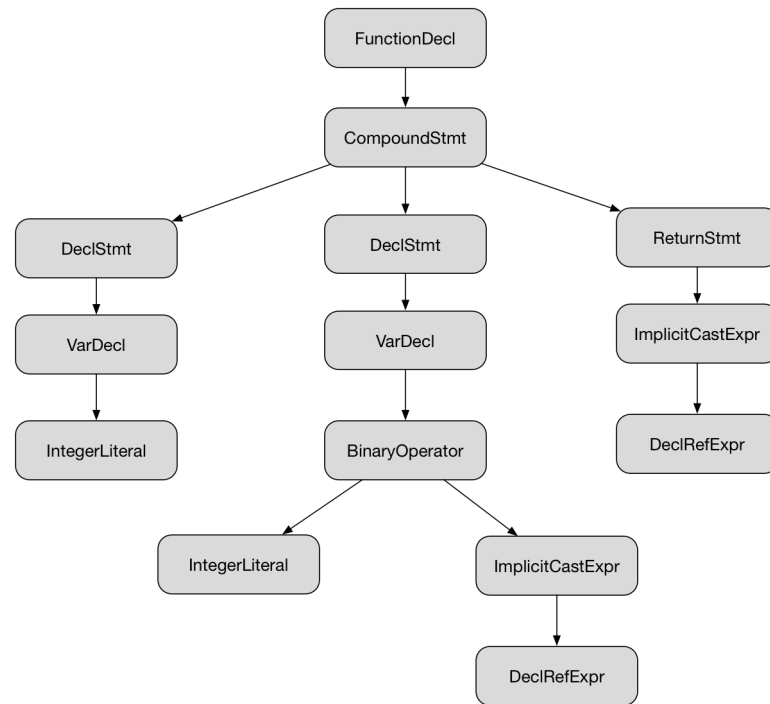 FunctionDecl
CompoundStmt
DeclStmt
DeclStmt
ReturnStmt
VarDecl
VarDecl
ImplicitCastExpr
IntegerLiteral
BinaryOperator
DeclRefExpr
IntegerLiteral
ImplicitCastExpr
DeclRefExpr